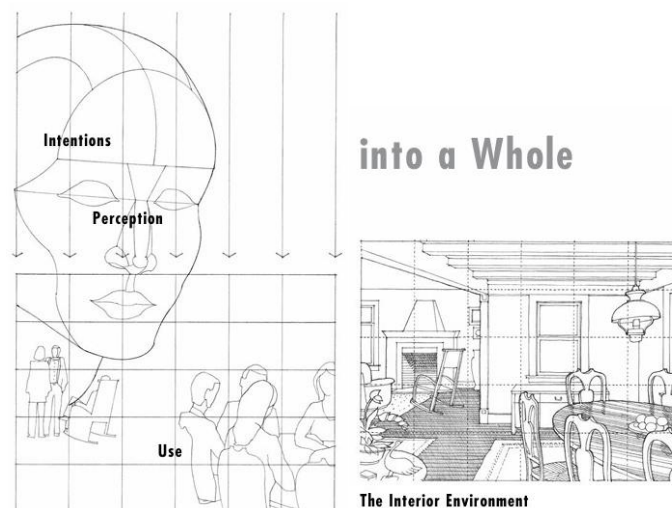 Intentions
into a Whole
Perception
Use
The Interior Environment